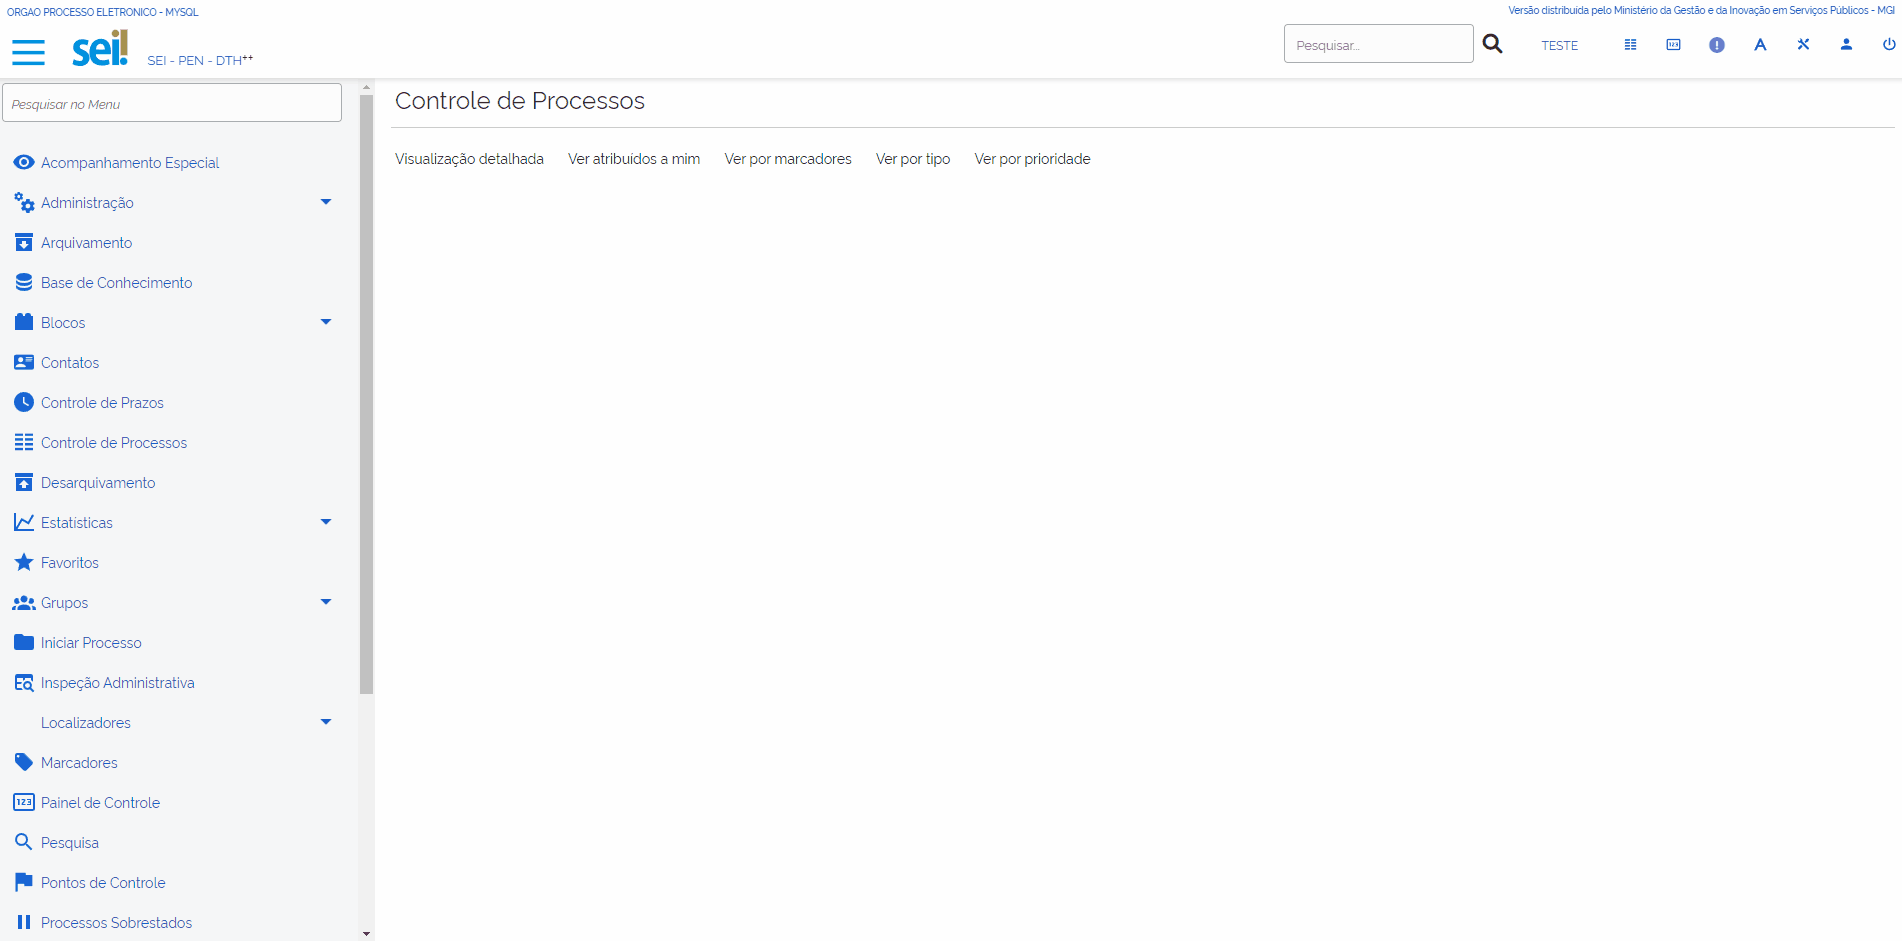 ORGAO PROCESSO ELETRONICO - MYSQL
Versão distribuída pelo Ministério da Gestão e da Inovação em Serviços Públicos - MGI
sei!
SEI - PEN - DTH++
Pesquisar...
TESTE
123
Pesquisar no Menu
Controle de Processos
Visualização detalhada Ver atribuídos a mim Ver por marcadores Ver por tipo Ver por prioridade
Acompanhamento Especial
Administração
Arquivamento
Base de Conhecimento
Blocos
Contatos
Controle de Prazos
Controle de Processos
Desarquivamento
Estatísticas
Favoritos
Grupos
Iniciar Processo
Inspeção Administrativa
Localizadores
Marcadores
123 Painel de Controle
Pesquisa
Pontos de Controle
Processos Sobrestados